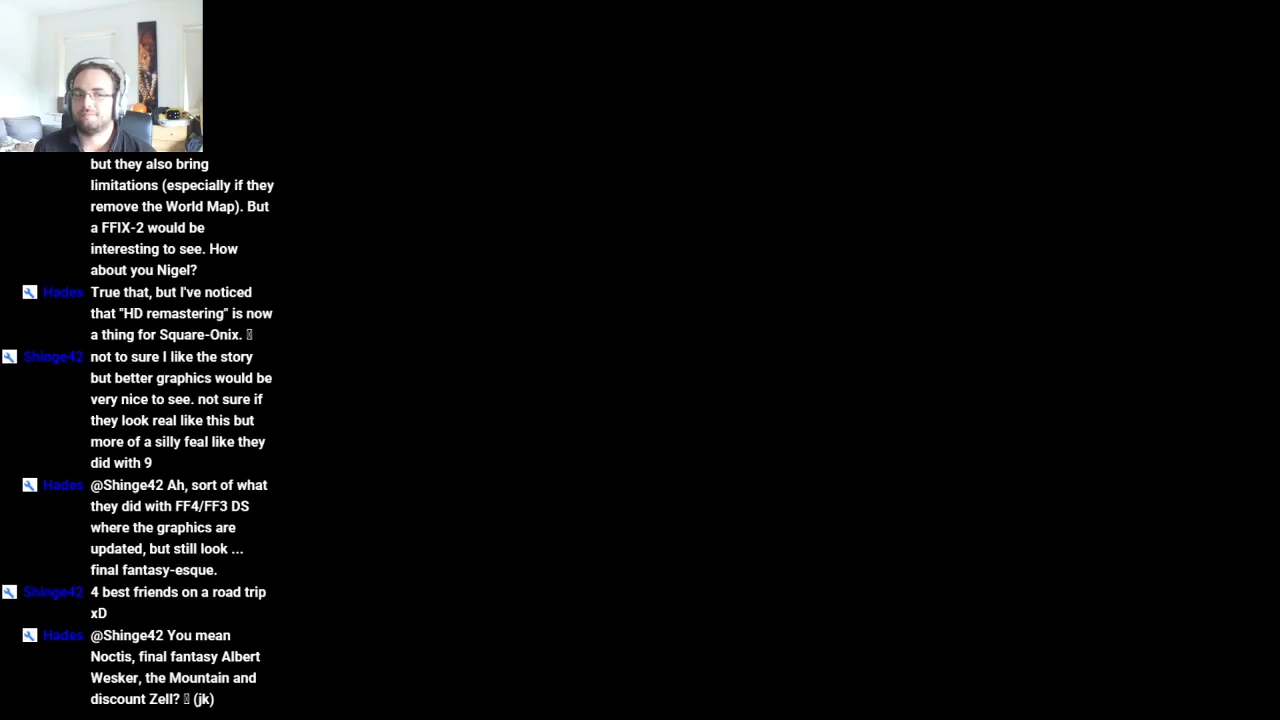 but they also bring
limitations (especially if they
remove the World Map). But
a FFIX-2 would be
interesting to see. How
about you Nigel?
Hades True that, but I've noticed
that "HD remastering" is now
a thing for Square-Onix.
Shinge42 not to sure I like the story
but better graphics would be
very nice to see. not sure if
they look real like this but
more of a silly feal like they
did with 9
Hades @Shinge42 Ah, sort of what
they did with FF4/FF3 DS
where the graphics are
updated, but still look ...
final fantasy-esque.
Shinge42 4 best friends on a road trip
xD
Hades @Shinge42 You mean
Noctis, final fantasy Albert
Wesker, the Mountain and
discount Zell? (jk)